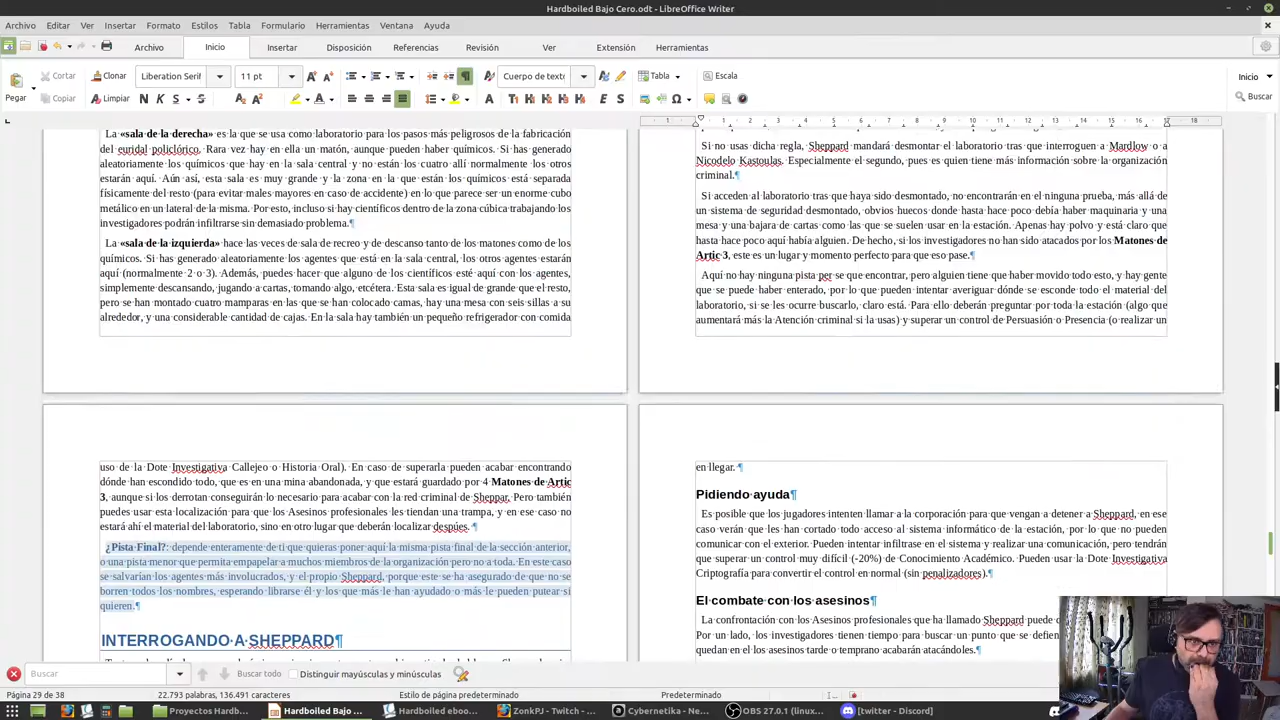 Hardboiled Bajo Cero.odt - LibreOffice Writer
Archivo Editar Ver Insertar Formato Estilos Tabla Formulario Herramientas Ventana Ayuda
Archivo Inicio Insertar Disposición Referencias Revisión Ver Extensión Herramientas
Pegar Cortar Copiar Clonar Limpiar Liberation Serif 11 pt Cuerpo de texto Tabla Escala Inicio Buscar
La «sala de la derecha» es la que se usa como laboratorio para los pasos más peligrosos de la fabricación
del euridal policlórico. Rara vez hay en ella un matón, aunque pueden haber químicos. Si has generado
aleatoriamente los químicos que hay en la sala central y no están los cuatro allí normalmente los otros
estarán aquí. Aún así, esta sala es muy grande y la zona en la que están los químicos está separada
físicamente del resto (para evitar males mayores en caso de accidente) en lo que parece ser un enorme cubo
metálico en un lateral de la misma. Por esto, incluso si hay científicos dentro de la zona cúbica trabajando los
investigadores podrán infiltrarse sin demasiado problema.¶
La «sala de la izquierda» hace las veces de sala de recreo y de descanso tanto de los matones como de los
químicos. Si has generado aleatoriamente los agentes que está en la sala central, los otros agentes estarán
aquí (normalmente 2 o 3). Además, puedes hacer que alguno de los científicos esté aquí con los agentes,
simplemente descansando, jugando a cartas, tomando algo, etcétera. Esta sala es igual de grande que el resto,
pero se han montado cuatro mamparas en las que se han colocado camas, hay una mesa con seis sillas a su
alrededor, y una considerable cantidad de cajas. En la sala hay también un pequeño refrigerador con comida
Si no usas dicha regla, Sheppard mandará desmontar el laboratorio tras que interroguen a Mardlow o a
Nicodelo Kastoulas. Especialmente el segundo, pues es quien tiene más información sobre la organización
criminal.¶
Si acceden al laboratorio tras que haya sido desmontado, no encontrarán en el ninguna prueba, más allá de
un sistema de seguridad desmontado, obvios huecos donde hasta hace poco debía haber maquinaria y una
mesa y una bajara de cartas como las que se suelen usar en la estación. Apenas hay polvo y está claro que
hasta hace poco aquí había alguien. De hecho, si los investigadores no han sido atacados por los Matones de
Artic 3, este es un lugar y momento perfecto para que eso pase.¶
Aquí no hay ninguna pista per se que encontrar, pero alguien tiene que haber movido todo esto, y hay gente
que se puede haber enterado, por lo que pueden intentar averiguar dónde se esconde todo el material del
laboratorio, si se les ocurre buscarlo, claro está. Para ello deberán preguntar por toda la estación (algo que
aumentará más la Atención criminal si la usas) y superar un control de Persuasión o Presencia (o realizar un
uso de la Dote Investigativa Callejeo o Historia Oral). En caso de superarla pueden acabar encontrando
dónde han escondido todo, que es en una mina abandonada, y que estará guardado por 4 Matones de Artic
3, aunque si los derrotan conseguirán lo necesario para acabar con la red criminal de Sheppar. Pero también
puedes usar esta localización para que los Asesinos profesionales les tiendan una trampa, y en ese caso no
estará ahí el material del laboratorio, sino en otro lugar que deberán localizar despúes.¶
¿Pista Final?: depende enteramente de ti que quieras poner aquí la misma pista final de la sección anterior,
o una pista menor que permita empapelar a muchos miembros de la organización pero no a toda. En este caso
se salvarían los agentes más involucrados, y el propio Sheppard, porque este se ha asegurado de que no se
borren todos los nombres, esperando librarse él y los que más le han ayudado o más le pueden putear si
quieren.¶
INTERROGANDO A SHEPPARD¶
en llegar.¶
Pidiendo ayuda¶
Es posible que los jugadores intenten llamar a la corporación para que vengan a detener a Sheppard, en ese
caso verán que les han cortado todo acceso al sistema informático de la estación, por lo que no pueden
comunicar con el exterior. Pueden infiltrarse en el sistema y realizar una comunicación, pero tendrán
que superar un control muy difícil (-20%) de Conocimiento Académico. Pueden usar la Dote Investigativa
Criptografía para convertir el control en normal (sin penalizadores).¶
El combate con los asesinos¶
La confrontación con los Asesinos profesionales que ha llamado Sheppard puede
Por un lado, los investigadores tienen tiempo para buscar un punto que se
quedan en el los asesinos tarde o temprano acabarán atacándoles.¶
Buscar Buscar todo Distinguir mayúsculas y minúsculas
Página 29 de 38 22.793 palabras, 136.491 caracteres Estilo de página predeterminado Predeterminado
Proyectos Hardb... Hardboiled Bajo ... Hardboiled eboo... ZonkPJ - Twitch - ... Cybernetika - Ne... OBS 27.0.1 (linux... [twitter - Discord]